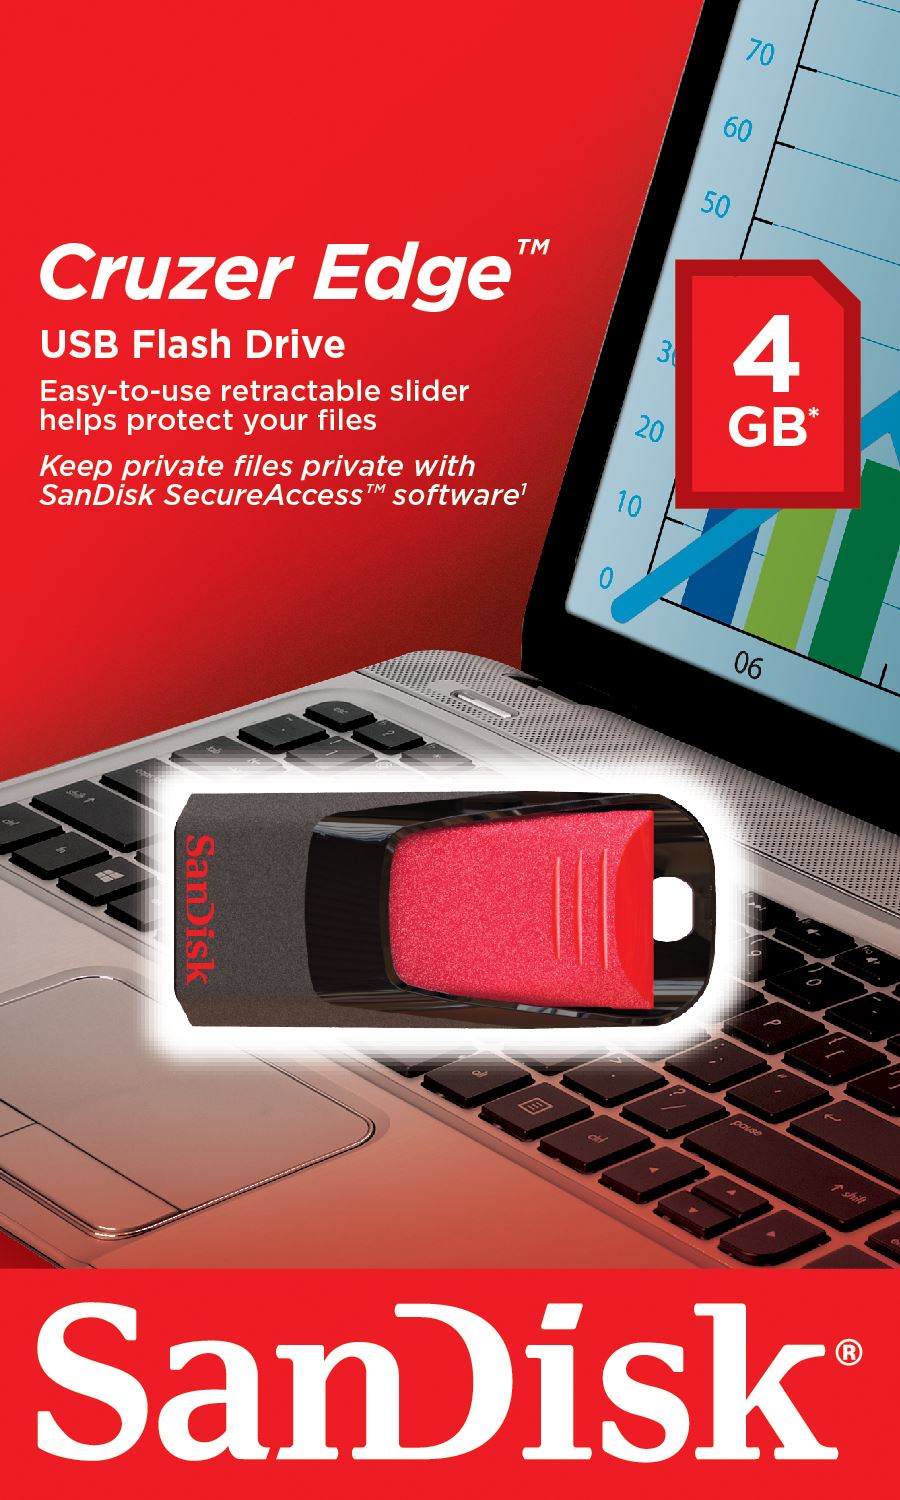 Cruzer Edge™
USB Flash Drive
Easy-to-use retractable slider
helps protect your files
Keep private files private with
SanDisk SecureAccess™ software¹
4
GB*
70
60
50
20
10
0
06
SanDisk
SanDisk®